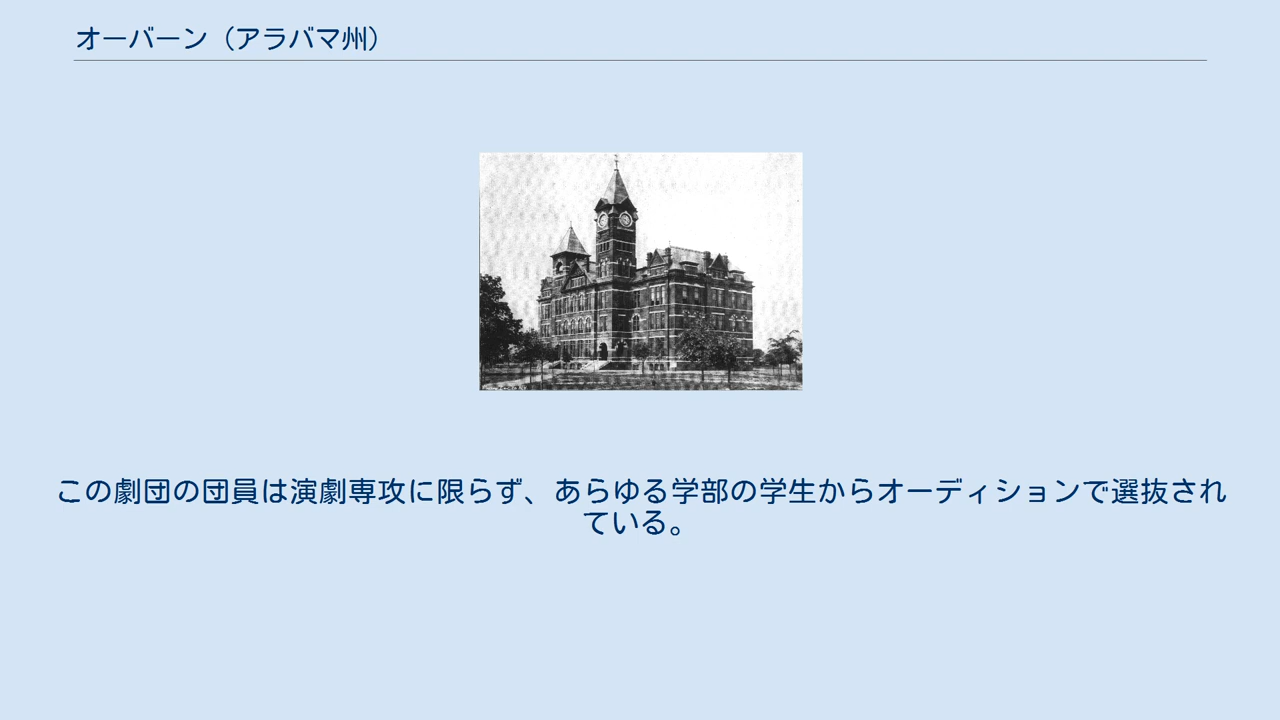 オーバーン（アラバマ州）
この劇団の団員は演劇専攻に限らず、あらゆる学部の学生からオーディションで選抜され
ている。